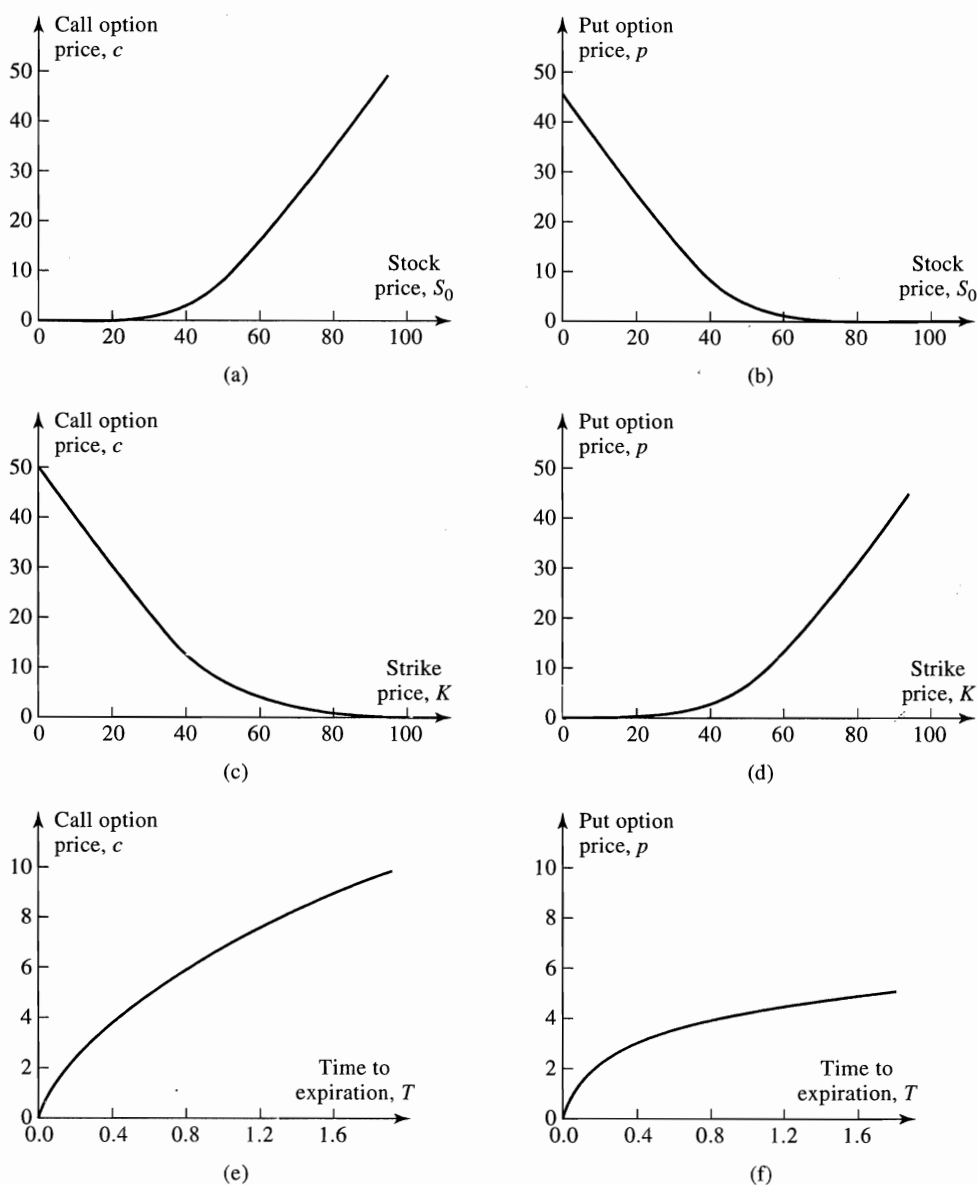 Call option
price, c
50
40
30
20
10
0
Stock
price, S0
0 20 40 60 80 100
(a)
Put option
price, p
50
40
30
20
10
0
Stock
price, S0
0 20 40 60 80 100
(b)
Call option
price, c
50
40
30
20
10
0
Strike
price, K
0 20 40 60 80 100
(c)
Put option
price, p
50
40
30
20
10
0
Strike
price, K
0 20 40 60 80 100
(d)
Call option
price, c
10
8
6
4
2
0
Time to
expiration, T
0.0 0.4 0.8 1.2 1.6
(e)
Put option
price, p
10
8
6
4
2
0
Time to
expiration, T
0.0 0.4 0.8 1.2 1.6
(f)